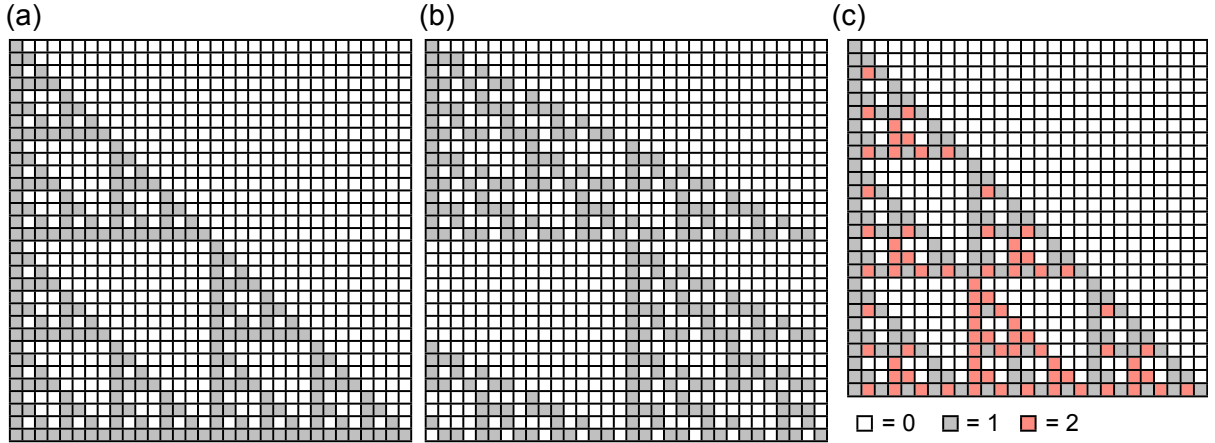 (a) (b) (c)
= 0 = 1 = 2